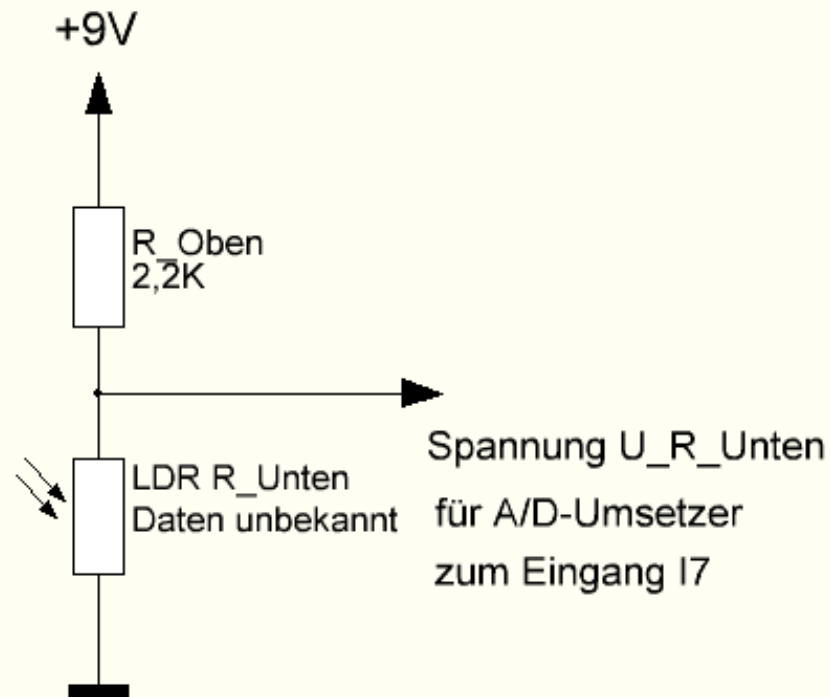 +9V
R_Oben
2,2K
LDR R_Unten
Daten unbekannt
Spannung U_R_Unten
für A/D-Umsetzer
zum Eingang I7